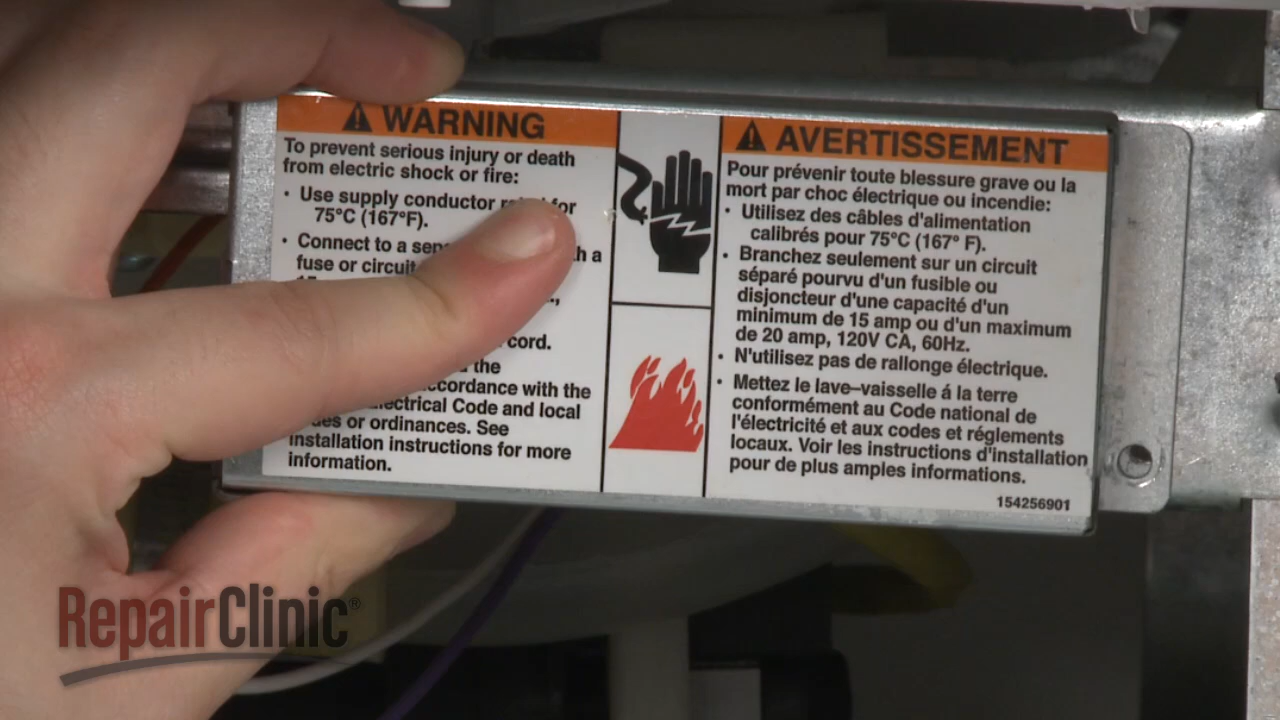 WARNING
To prevent serious injury or death
from electric shock or fire:
· Use supply conductor for
75°C (167°F).
· Connect to a a
fuse or circuit
cord.
the
accordance with the
Electrical Code and local
or ordinances. See
installation instructions for more
information.
AVERTISSEMENT
Pour prévenir toute blessure grave ou la
mort par choc électrique ou incendie:
· Utilisez des câbles d'alimentation
calibrés pour 75°C (167° F).
· Branchez seulement sur un circuit
séparé pourvu d'un fusible ou
disjoncteur d'une capacité d'un
minimum de 15 amp ou d'un maximum
de 20 amp, 120V CA, 60Hz.
· N'utilisez pas de rallonge électrique.
· Mettez le lave–vaisselle á la terre
conformément au Code national de
l'électricité et aux codes et réglements
locaux. Voir les instructions d'installation
pour de plus amples informations.
154256901
RepairClinic®